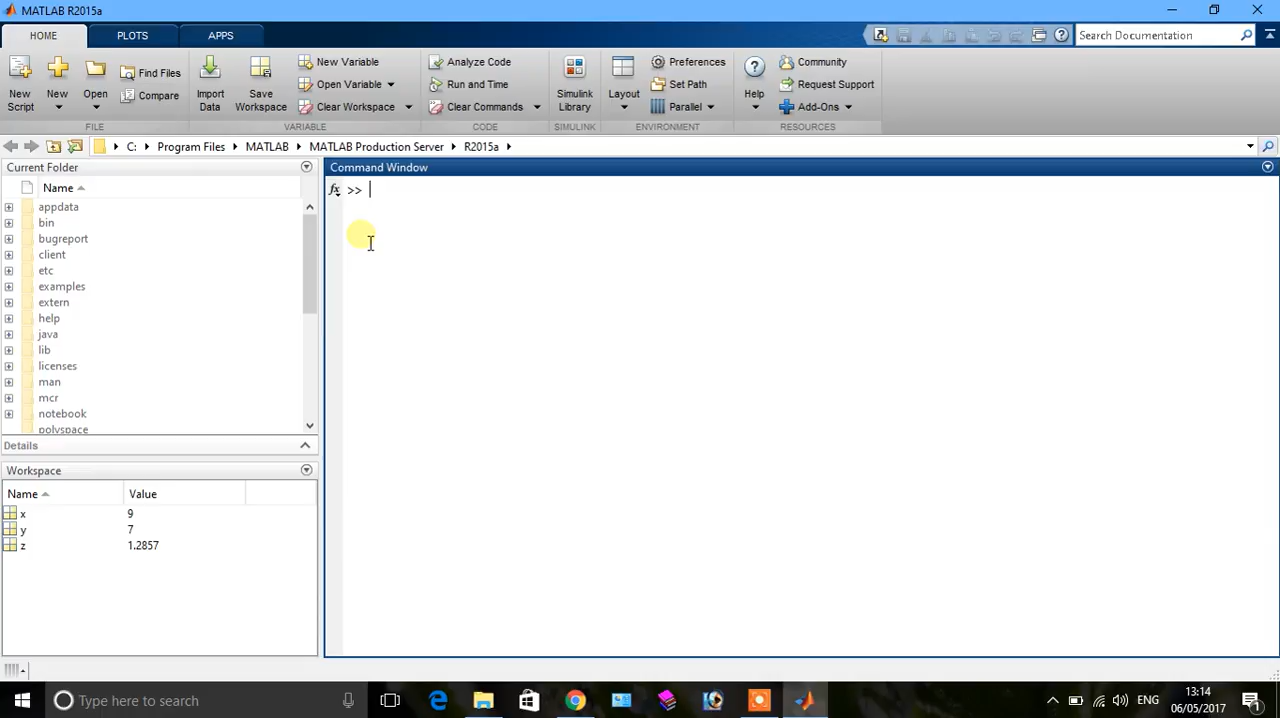 MATLAB R2015a
HOME PLOTS APPS
Search Documentation
New Script
New
Open
Find Files
Compare
Import Data
Save Workspace
New Variable
Open Variable
Clear Workspace
Analyze Code
Run and Time
Clear Commands
Simulink Library
Layout
Preferences
Set Path
Parallel
Help
Community
Request Support
Add-Ons
FILE VARIABLE CODE SIMULINK ENVIRONMENT RESOURCES
C: Program Files MATLAB MATLAB Production Server R2015a
Current Folder
Name
appdata
bin
bugreport
client
etc
examples
extern
help
java
lib
licenses
man
mcr
notebook
polyspace
Details
Workspace
Name Value
x 9
y 7
z 1.2857
Command Window
fx >>
Type here to search
ENG
13:14
06/05/2017
1